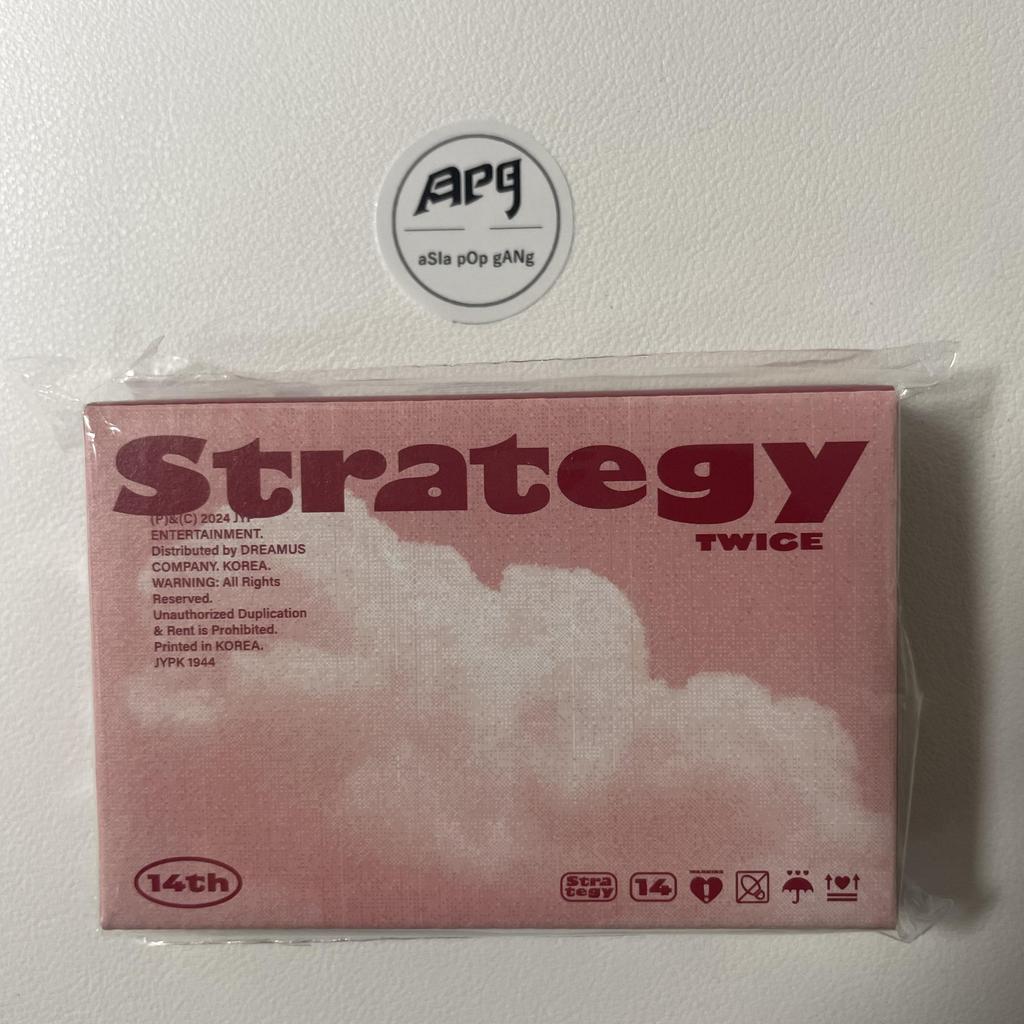 Apg
aSIa pOp gANg
Strategy
TWICE
(P)&(C) 2024 JYP
ENTERTAINMENT.
Distributed by DREAMUS
COMPANY. KOREA.
WARNING: All Rights
Reserved.
Unauthorized Duplication
& Rent is Prohibited.
Printed in KOREA.
JYPK 1944
14th
Stra
tegy
14